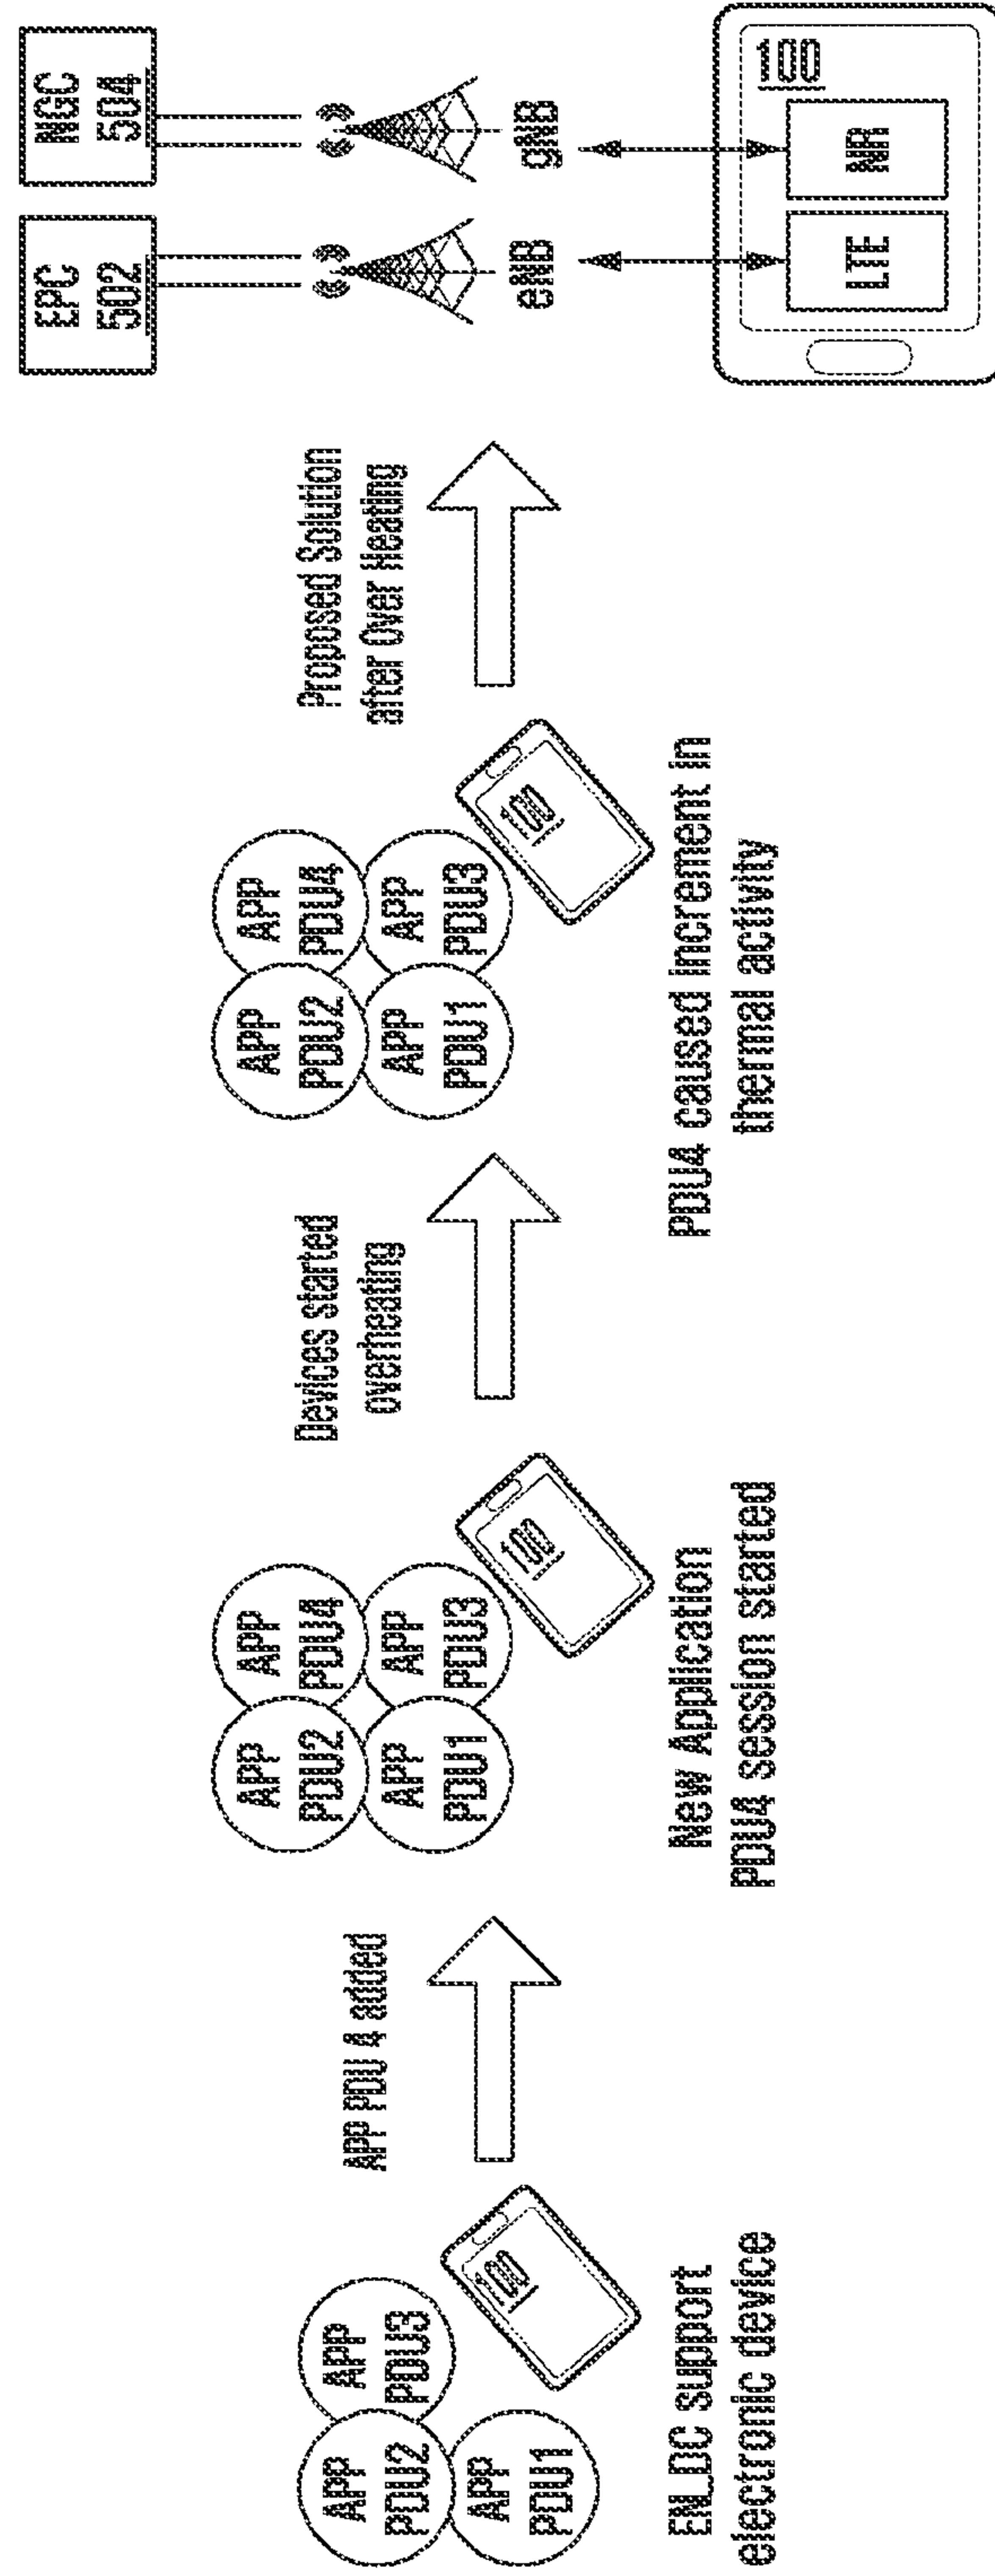 APP
PDU2
APP
PDU3
APP
PDU1
100
EN_DC support
electronic device
APP PDU 4 added
APP
PDU2
APP
PDU4
APP
PDU1
APP
PDU3
100
New Application
PDU4 session started
Devices started
overheating
APP
PDU2
APP
PDU4
APP
PDU1
APP
PDU3
100
PDU4 caused increment in
thermal activity
Proposed Solution
after Over Heating
EPC
502
NGC
504
eNB
gNB
100
LTE
NR